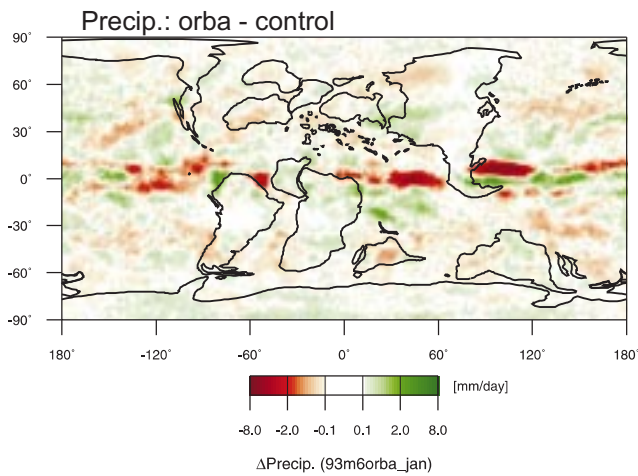 Precip.: orba - control
90˚
60˚
30˚
0˚
-30˚
-60˚
-90˚
180˚ -120˚ -60˚ 0˚ 60˚ 120˚ 180˚
[mm/day]
-8.0 -2.0 -0.1 0.1 2.0 8.0
ΔPrecip. (93m6orba_jan)